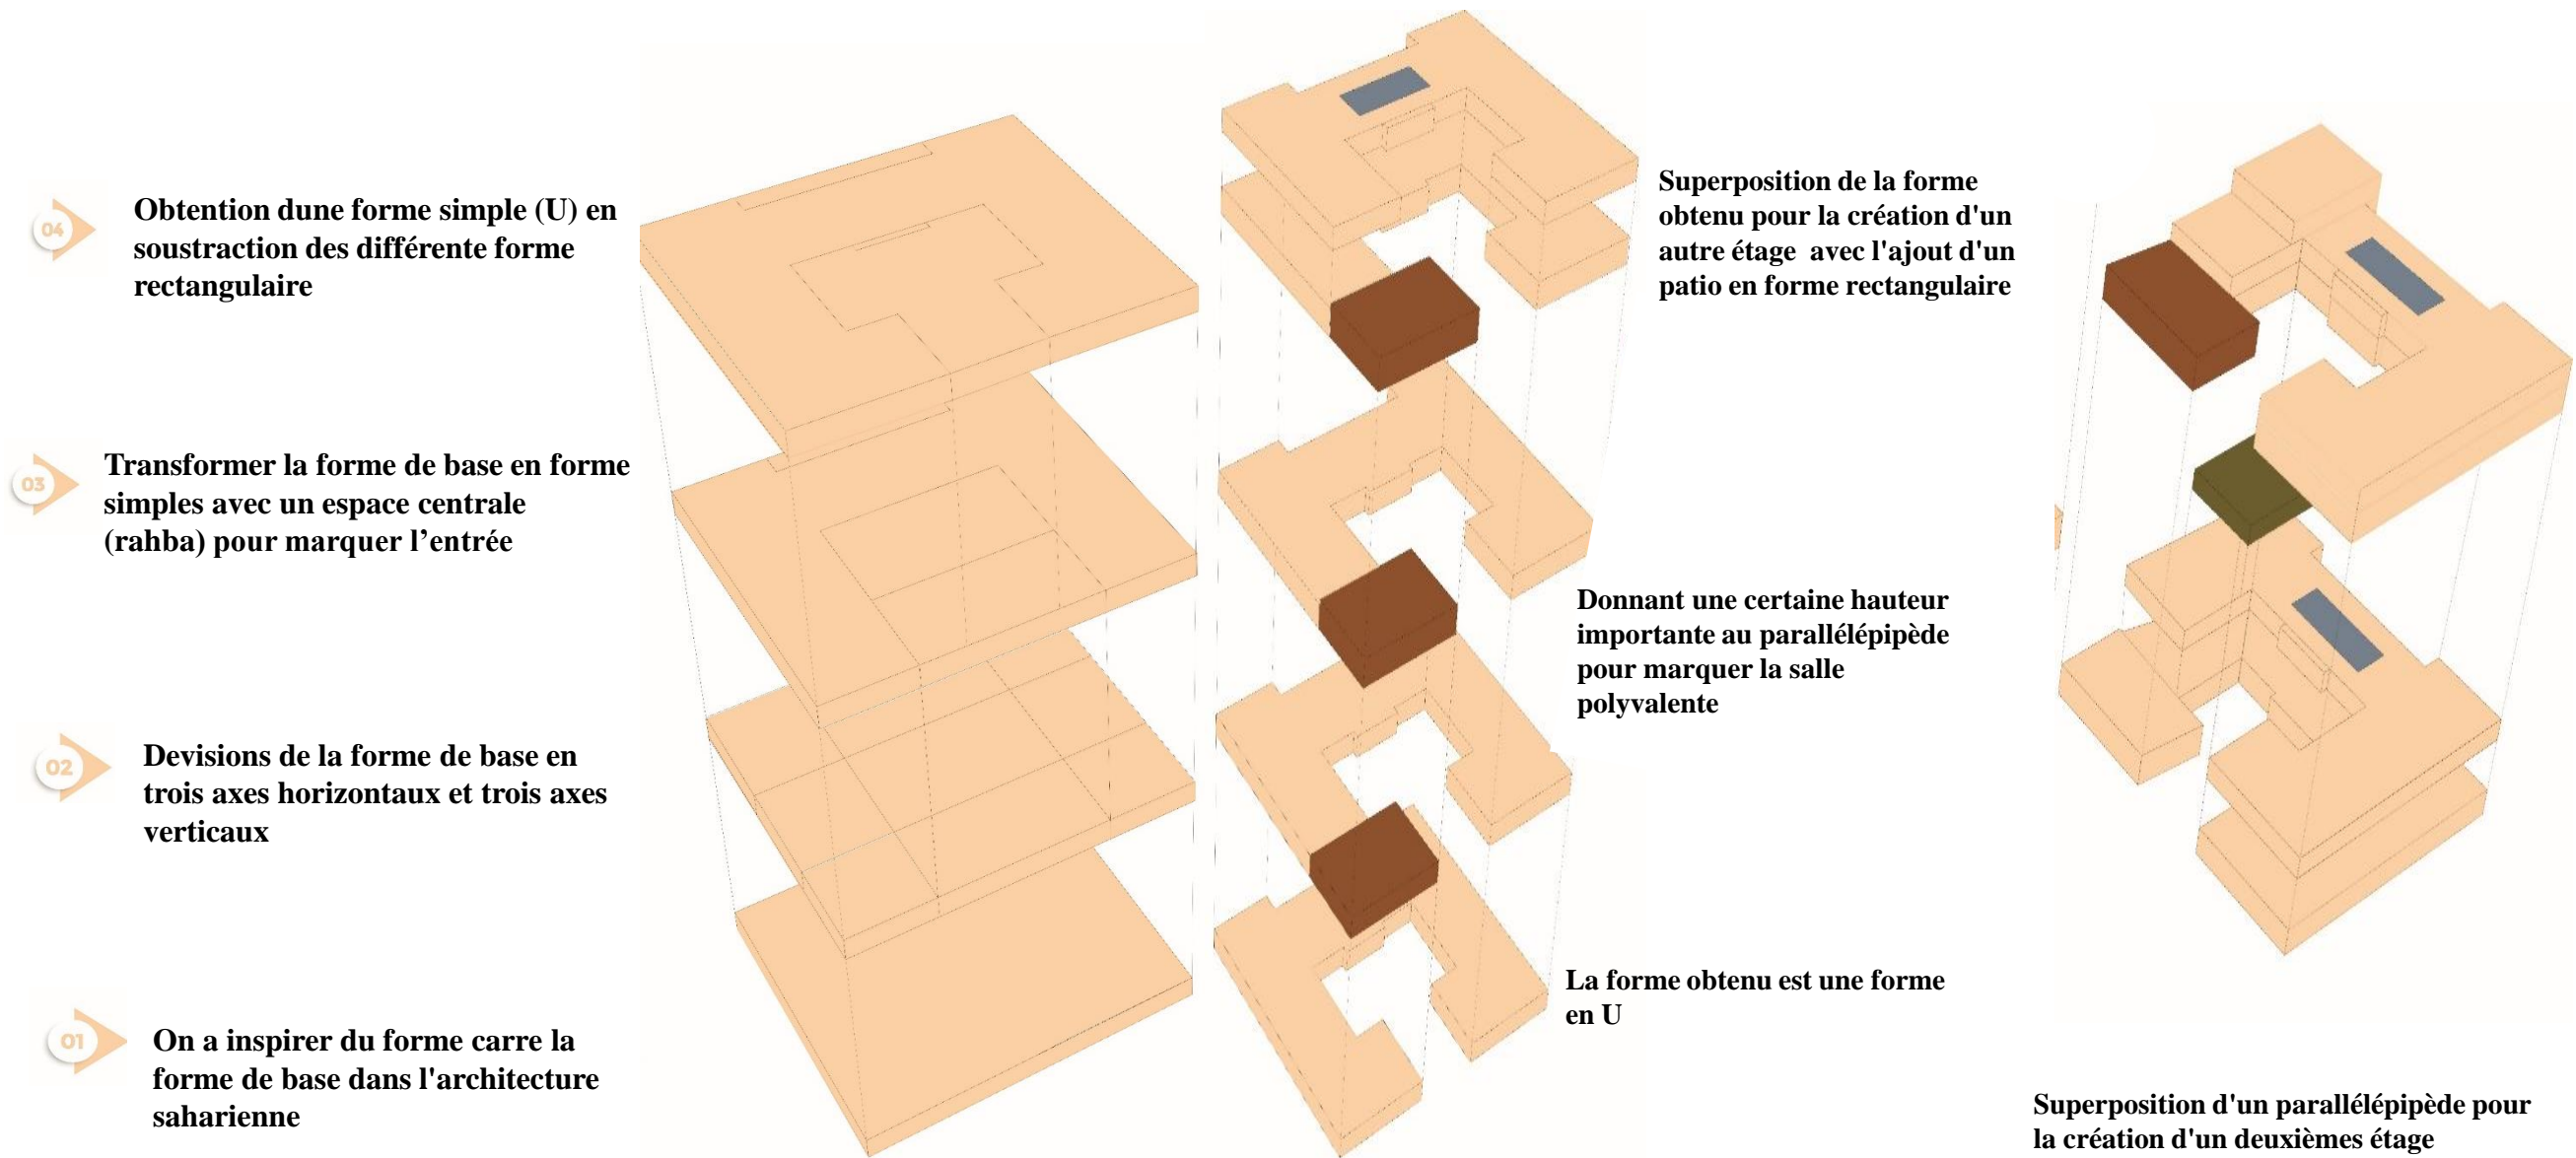 04
Obtention dune forme simple (U) en
soustraction des différente forme
rectangulaire
03
Transformer la forme de base en forme
simples avec un espace centrale
(rahba) pour marquer l’entrée
02
Devisions de la forme de base en
trois axes horizontaux et trois axes
verticaux
01
On a inspirer du forme carre la
forme de base dans l'architecture
saharienne
Superposition de la forme
obtenu pour la création d'un
autre étage  avec l'ajout d'un
patio en forme rectangulaire
Donnant une certaine hauteur
importante au parallélépipède
pour marquer la salle
polyvalente
La forme obtenu est une forme
en U
Superposition d'un parallélépipède pour
la création d'un deuxièmes étage